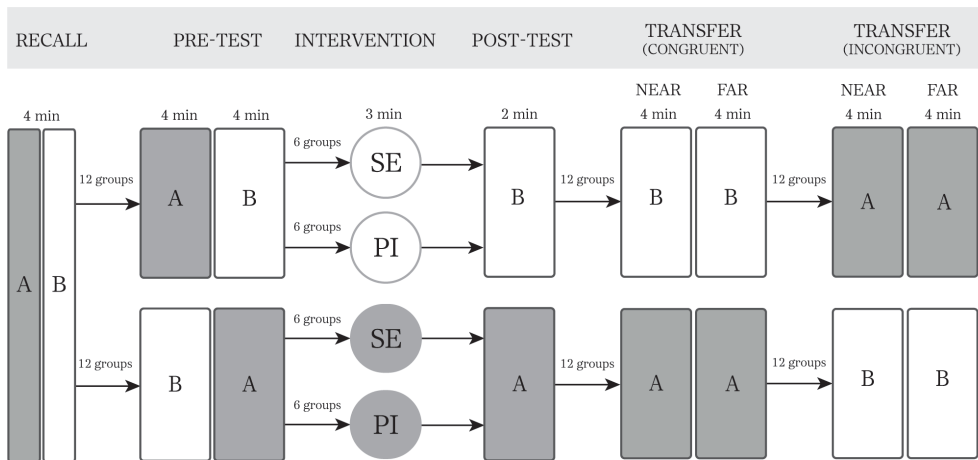 RECALL PRE-TEST INTERVENTION POST-TEST TRANSFER TRANSFER
(CONGRUENT) (INCONGRUENT)
NEAR FAR NEAR FAR
4 min 4 min 4 min 3 min 2 min 4 min 4 min 4 min 4 min
6 groups SE
12 groups A B B 12 groups B B 12 groups A A
6 groups PI
A B
6 groups SE
12 groups B A A 12 groups A A 12 groups B B
6 groups PI